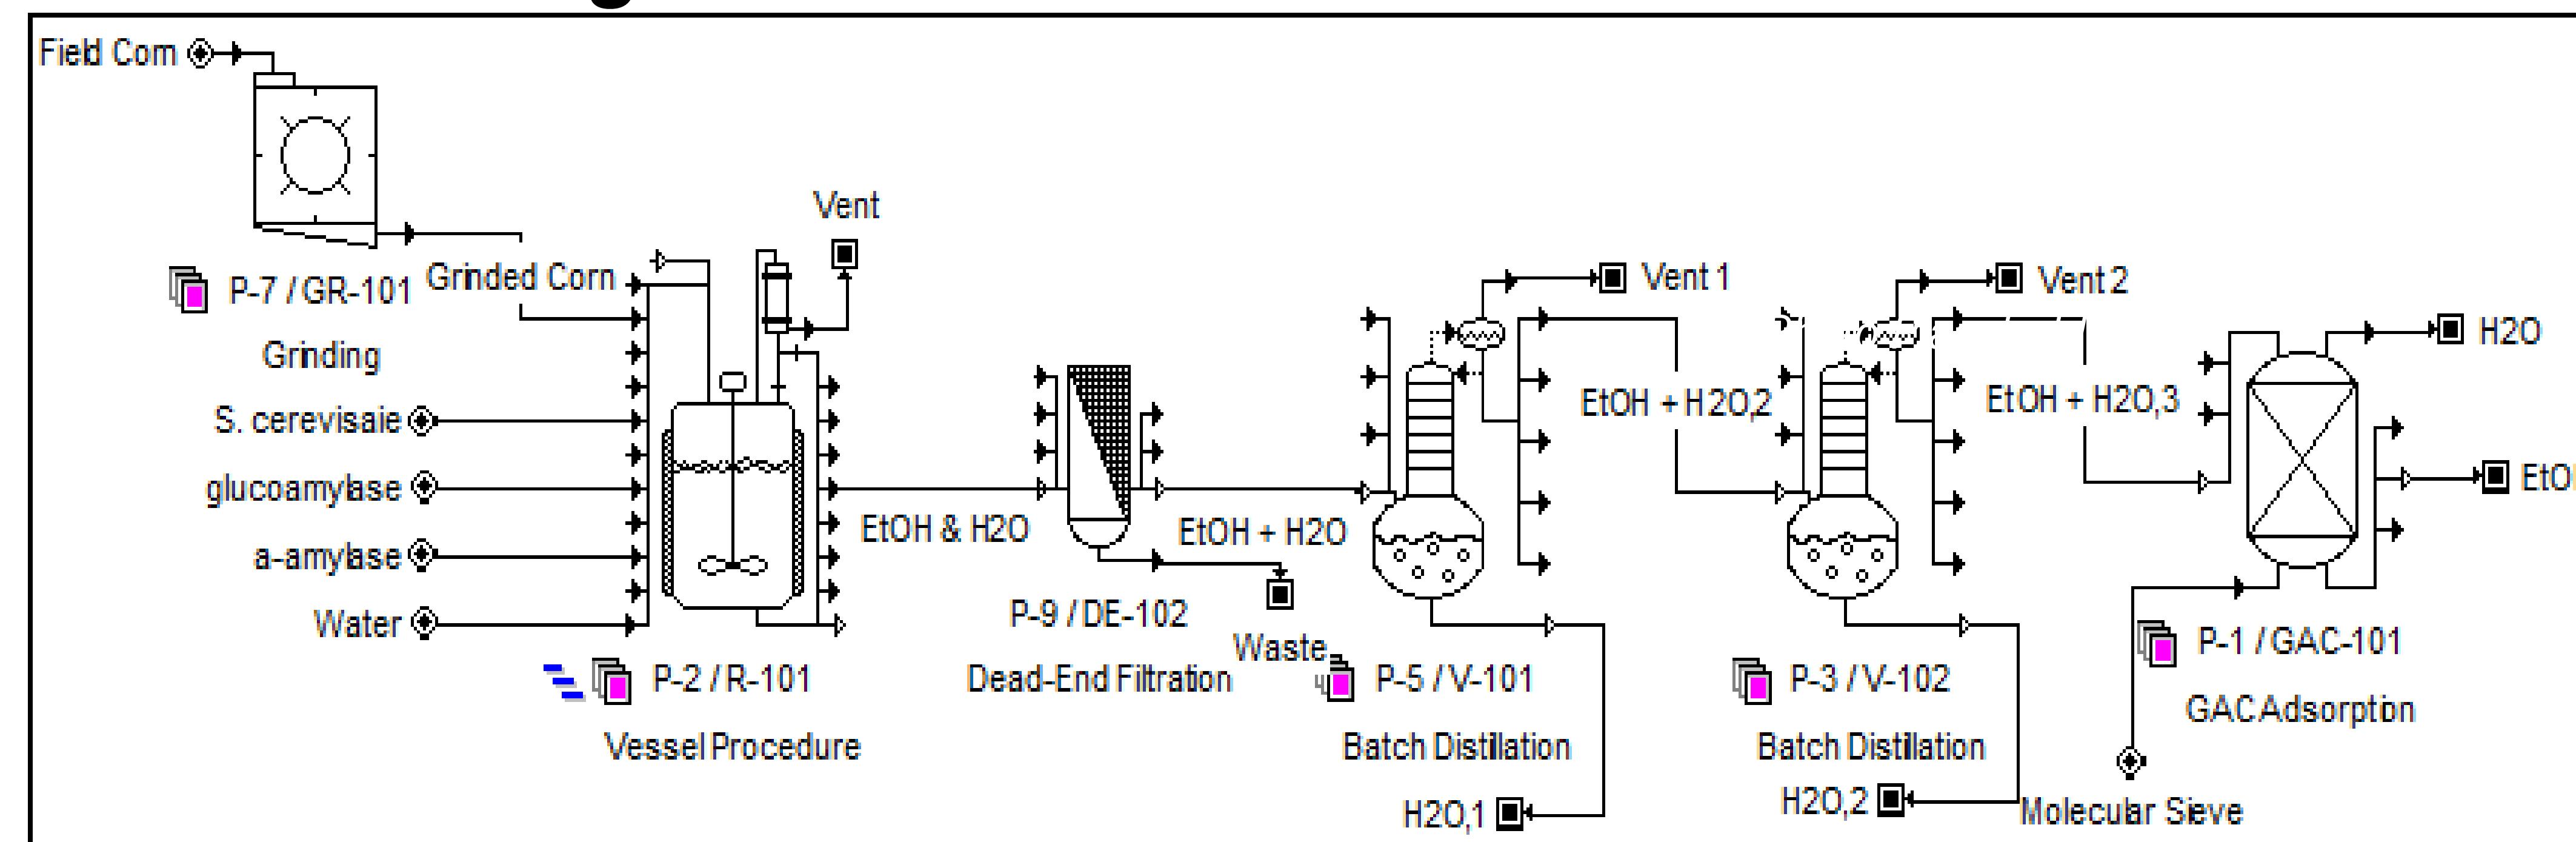 Field Corn
Vent
P-7 / GR-101
Grinded Corn
Grinding
S. cerevisaie
glucoamylase
a-amylase
Water
P-2 / R-101
Vessel Procedure
EtOH & H2O
P-9 / DE-102
Dead-End Filtration
EtOH + H2O
Waste
Vent 1
P-5 / V-101
Batch Distillation
H2O,1
EtOH + H2O,2
Vent 2
P-3 / V-102
Batch Distillation
H2O,2
EtOH + H2O,3
H2O
P-1 / GAC-101
GAC Adsorption
Molecular Sieve